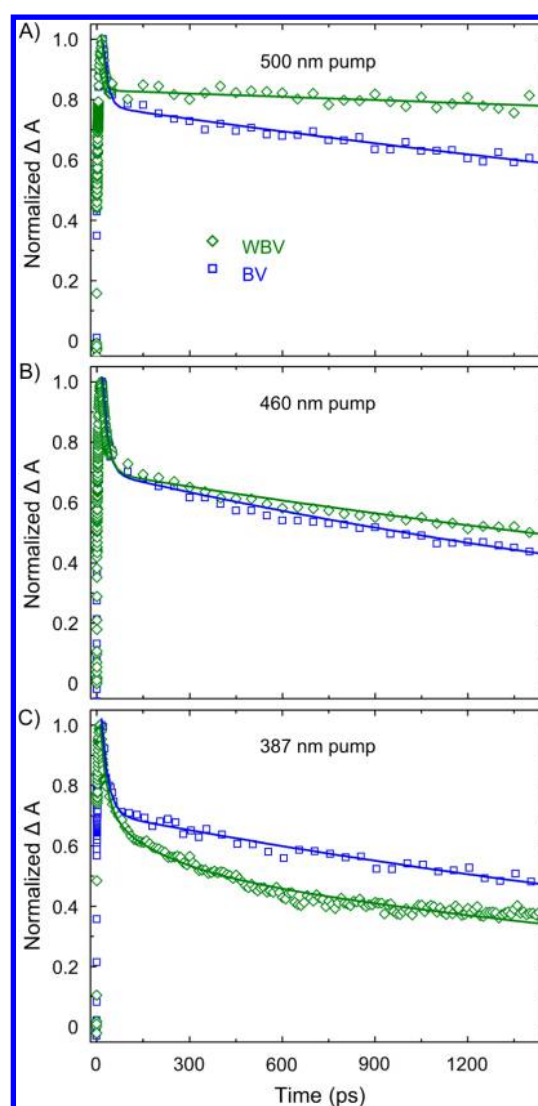 A)
500 nm pump
1.0
0.8
0.6
0.4
0.2
0
Normalized Δ A
WBV
BV
B)
460 nm pump
1.0
0.8
0.6
0.4
0.2
0
Normalized Δ A
C)
387 nm pump
1.0
0.8
0.6
0.4
0.2
0
Normalized Δ A
0 300 600 900 1200
Time (ps)